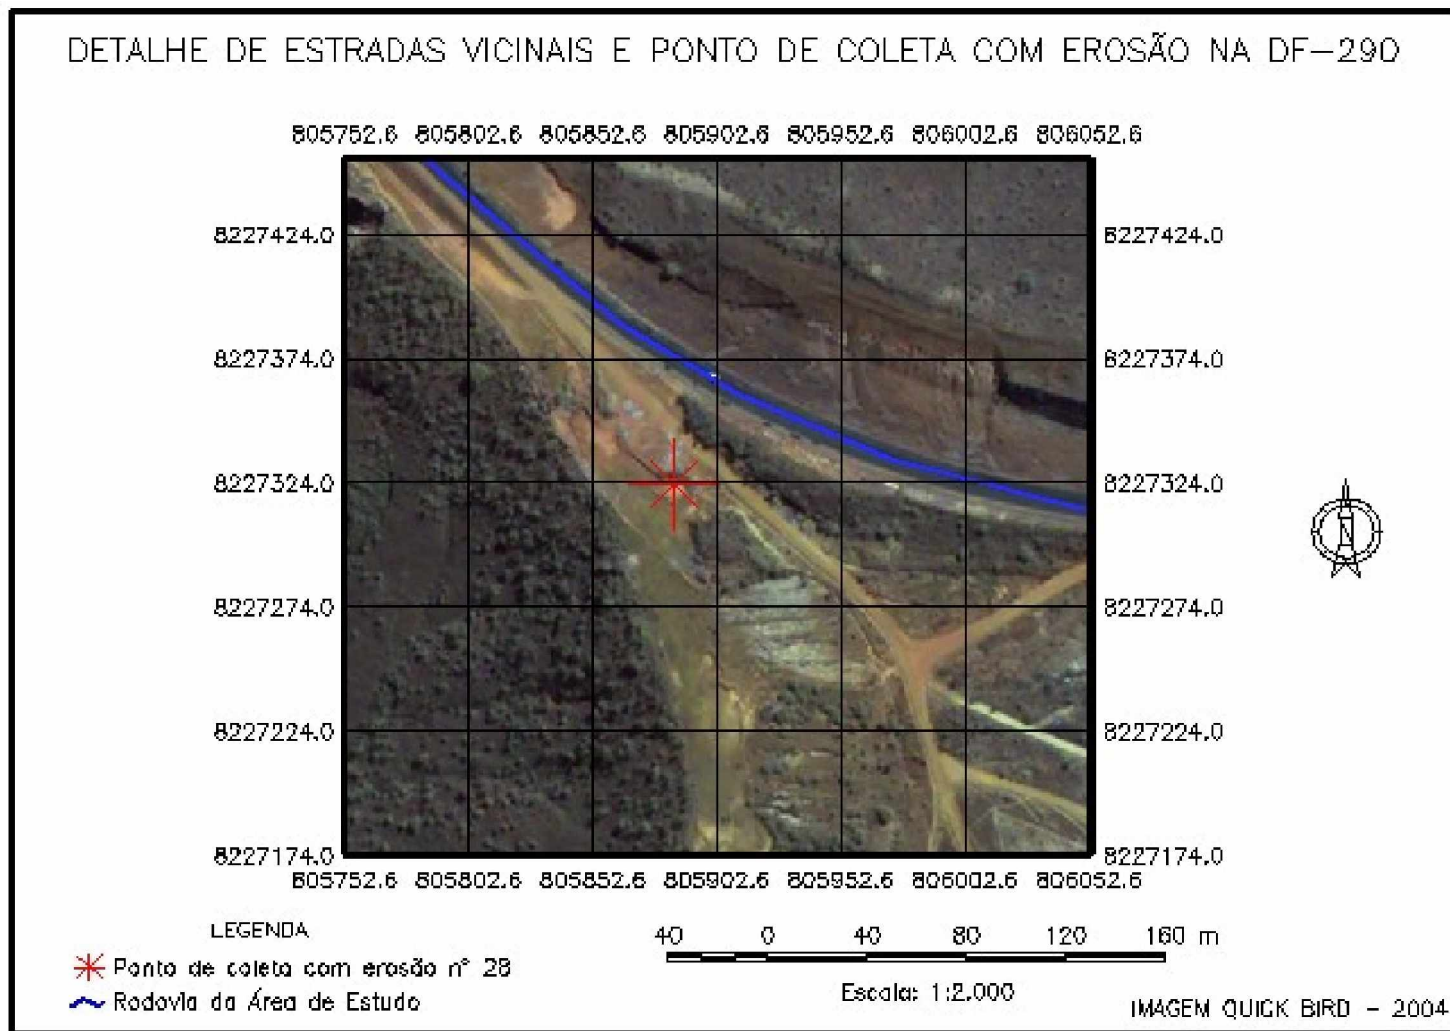 DETALHE DE ESTRADAS VICINAIS E PONTO DE COLETA COM EROSÃO NA DF-290
805752.6 805802.6 805852.6 805902.6 805952.6 806002.6 806052.6
8227424.0 8227424.0
8227374.0 8227374.0
8227324.0 8227324.0
8227274.0 8227274.0
8227224.0 8227224.0
8227174.0 8227174.0
805752.6 805802.6 805852.6 805902.6 805952.6 806002.6 806052.6
N
LEGENDA
40 0 40 80 120 160 m
Ponto de coleta com erosão n° 28
Rodovia da Área de Estudo
Escala: 1:2.000
IMAGEM QUICK BIRD - 2004